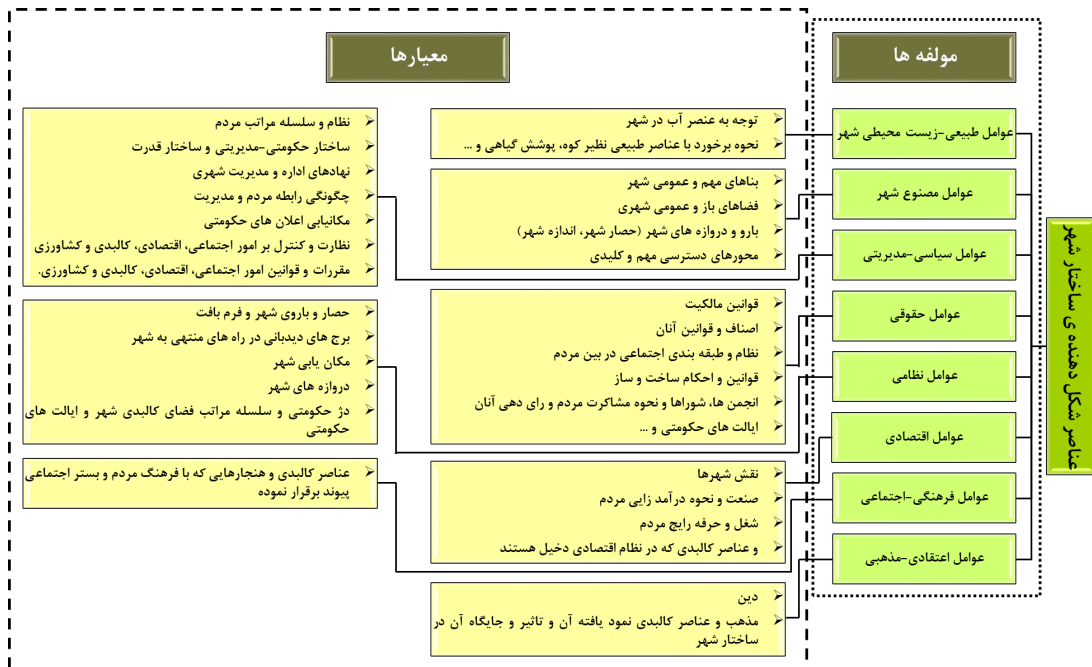 عناصر شکل دهنده ی ساختار شهر
مولفه ها
عوامل طبیعی-زیست محیطی شهر
عوامل مصنوع شهر
عوامل سیاسی-مدیریتی
عوامل حقوقی
عوامل نظامی
عوامل اقتصادی
عوامل فرهنگی-اجتماعی
عوامل اعتقادی-مذهبی
معیارها
توجه به عنصر آب در شهر
نحوه برخورد با عناصر طبیعی نظیر کوه، پوشش گیاهی و ...
بناهای مهم و عمومی شهر
فضاهای باز و عمومی شهری
بارو و دروازه های شهر (حصار شهر، اندازه شهر)
محورهای دسترسی مهم و کلیدی
قوانین مالکیت
اصناف و قوانین آنان
نظام و طبقه بندی اجتماعی در بین مردم
قوانین و احکام ساخت و ساز
انجمن ها، شوراها و نحوه مشاکرت مردم و رای دهی آنان
ایالت های حکومتی و ...
نقش شهرها
صنعت و نحوه درآمد زایی مردم
شغل و حرفه رایج مردم
و عناصر کالبدی که در نظام اقتصادی دخیل هستند
دین
مذهب و عناصر کالبدی نمود یافته آن و تاثیر و جایگاه آن در
ساختار شهر
نظام و سلسله مراتب مردم
ساختار حکومتی-مدیریتی و ساختار قدرت
نهادهای اداره و مدیریت شهری
چگونگی رابطه مردم و مدیریت
مکانیابی اعلان های حکومتی
نظارت و کنترل بر امور اجتماعی، اقتصادی، کالبدی و کشاورزی
مقررات و قوانین امور اجتماعی، اقتصادی، کالبدی و کشاورزی.
حصار و باروی شهر و فرم بافت
برج های دیدبانی در راه های منتهی به شهر
مکان یابی شهر
دروازه های شهر
دژ حکومتی و سلسله مراتب فضای کالبدی شهر و ایالت های
حکومتی
عناصر کالبدی و هنجارهایی که با فرهنگ مردم و بستر اجتماعی
پیوند برقرار نموده